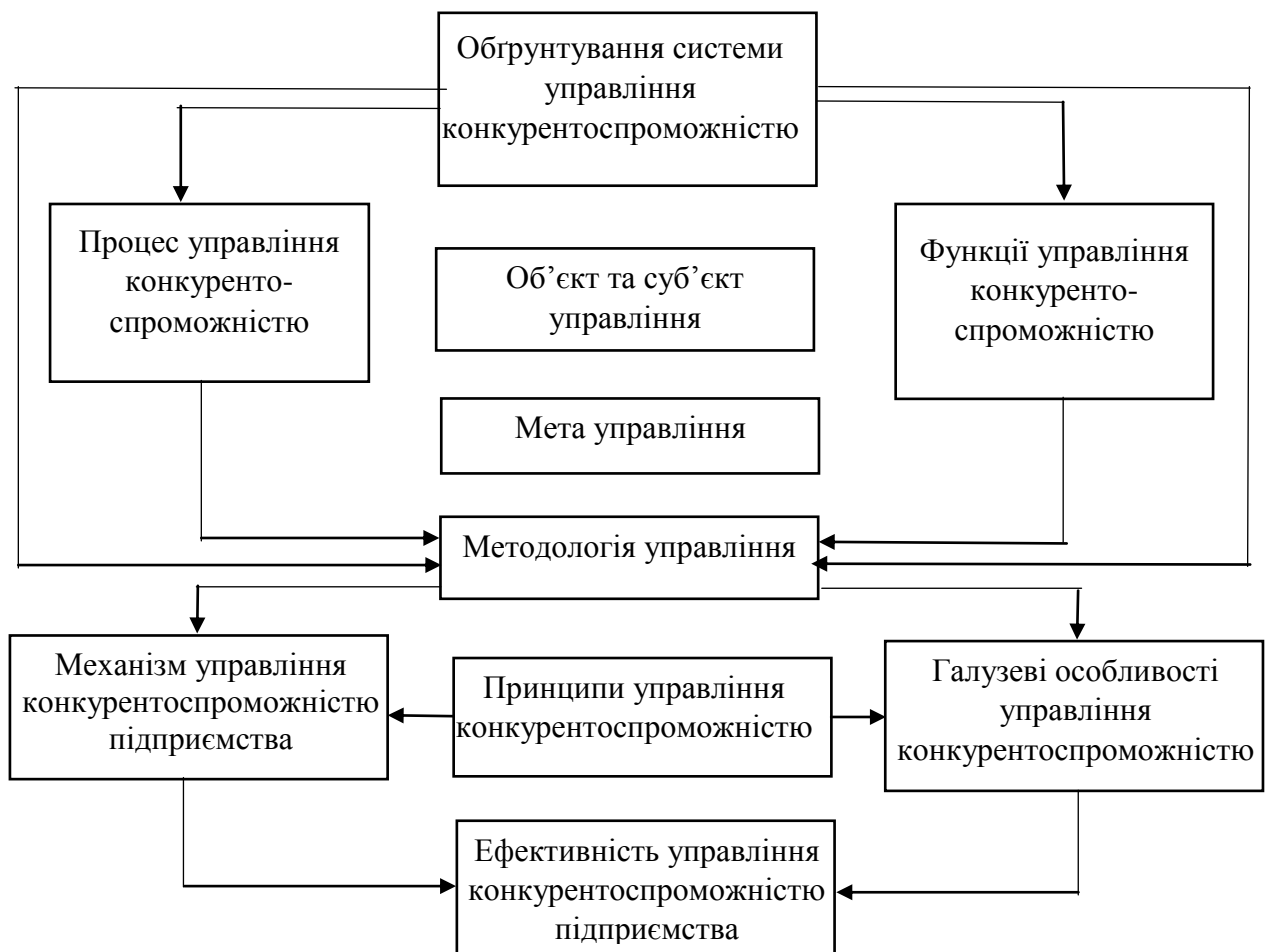 Обґрунтування системи
управління
конкурентоспроможністю
Процес управління
конкуренто-
спроможністю
Об’єкт та суб’єкт
управління
Функції управління
конкуренто-
спроможністю
Мета управління
Методологія управління
Механізм управління
конкурентоспроможністю
підприємства
Принципи управління
конкурентоспроможністю
Галузеві особливості
управління
конкурентоспроможністю
Ефективність управління
конкурентоспроможністю
підприємства